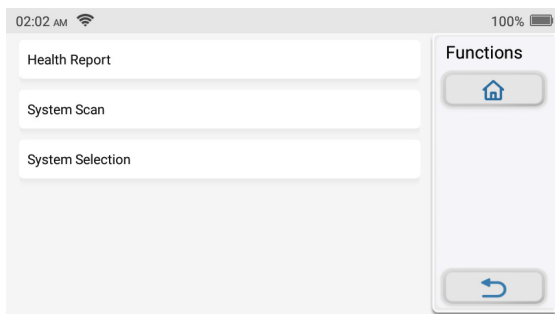 02:02 AM
100%
Health Report
System Scan
System Selection
Functions